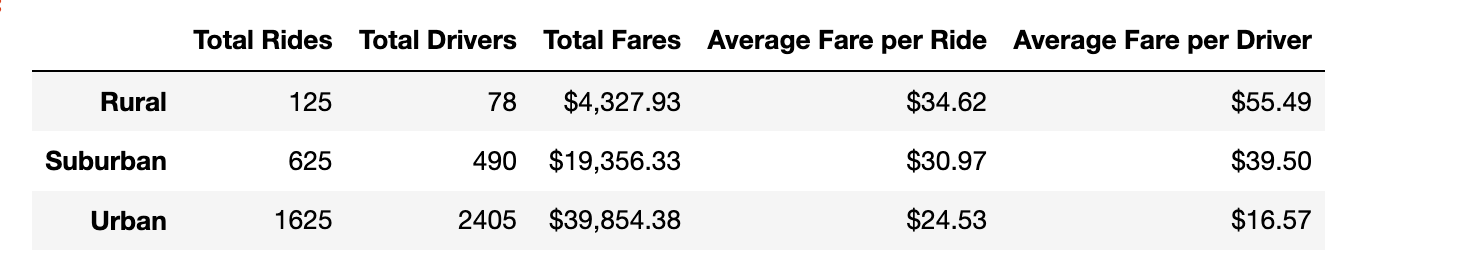 Total Rides Total Drivers Total Fares Average Fare per Ride Average Fare per Driver
Rural 125 78 $4,327.93 $34.62 $55.49
Suburban 625 490 $19,356.33 $30.97 $39.50
Urban 1625 2405 $39,854.38 $24.53 $16.57